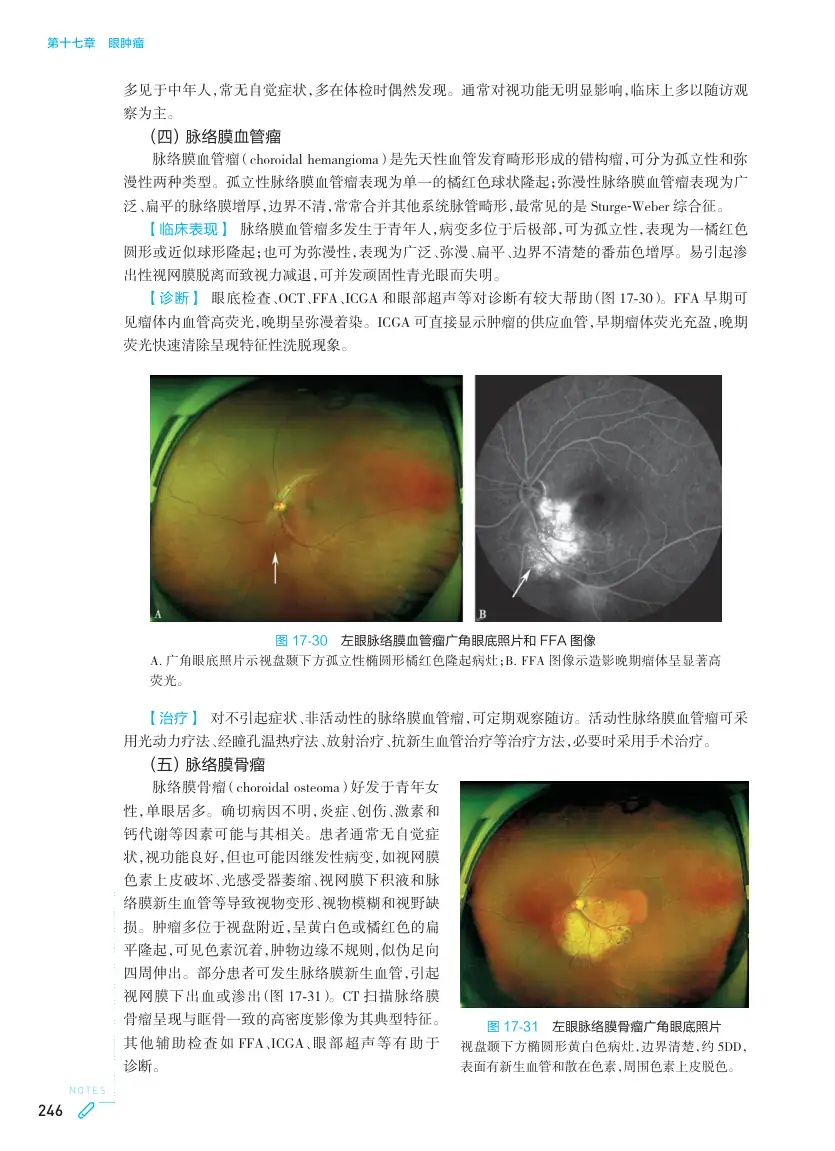 第十七章 眼肿瘤
多见于中年人,常无自觉症状,多在体检时偶然发现。通常对视功能无明显影响,临床上多以随访观
察为主。
(四)脉络膜血管瘤
脉络膜血管瘤(choroidal hemangioma)是先天性血管发育畸形形成的错构瘤,可分为孤立性和弥
漫性两种类型。孤立性脉络膜血管瘤表现为单一的橘红色球状隆起;弥漫性脉络膜血管瘤表现为广
泛、扁平的脉络膜增厚,边界不清,常常合并其他系统脉管畸形,最常见的是 Sturge-Weber 综合征。
【临床表现】 脉络膜血管瘤多发生于青年人,病变多位于后极部,可为孤立性,表现为一橘红色
圆形或近似球形隆起;也可为弥漫性,表现为广泛、弥漫、扁平、边界不清楚的番茄色增厚。易引起渗
出性视网膜脱离而致视力减退,可并发顽固性青光眼而失明。
【诊断】 眼底检查、OCT、FFA、ICGA 和眼部超声等对诊断有较大帮助(图 17-30)。FFA 早期可
见瘤体内血管高荧光,晚期呈弥漫着染。ICGA 可直接显示肿瘤的供应血管,早期瘤体荧光充盈,晚期
荧光快速清除呈现特征性洗脱现象。
A
B
图 17-30 左眼脉络膜血管瘤广角眼底照片和 FFA 图像
A. 广角眼底照片示视盘颞下方孤立性椭圆形橘红色隆起病灶;B. FFA 图像示造影晚期瘤体呈显著高
荧光。
【治疗】 对不引起症状、非活动性的脉络膜血管瘤,可定期观察随访。活动性脉络膜血管瘤可采
用光动力疗法、经瞳孔温热疗法、放射治疗、抗新生血管治疗等治疗方法,必要时采用手术治疗。
(五)脉络膜骨瘤
脉络膜骨瘤(choroidal osteoma)好发于青年女
性,单眼居多。确切病因不明,炎症、创伤、激素和
钙代谢等因素可能与其相关。患者通常无自觉症
状,视功能良好,但也可能因继发性病变,如视网膜
色素上皮破坏、光感受器萎缩、视网膜下积液和脉
络膜新生血管等导致视物变形、视物模糊和视野缺
损。肿瘤多位于视盘附近,呈黄白色或橘红色的扁
平隆起,可见色素沉着,肿物边缘不规则,似伪足向
四周伸出。部分患者可发生脉络膜新生血管,引起
视网膜下出血或渗出(图 17-31)。CT 扫描脉络膜
骨瘤呈现与眶骨一致的高密度影像为其典型特征。
其他辅助检查如 FFA、ICGA、眼部超声等有助于
诊断。
图 17-31 左眼脉络膜骨瘤广角眼底照片
视盘颞下方椭圆形黄白色病灶,边界清楚,约 5DD,
表面有新生血管和散在色素,周围色素上皮脱色。
NOTES
246